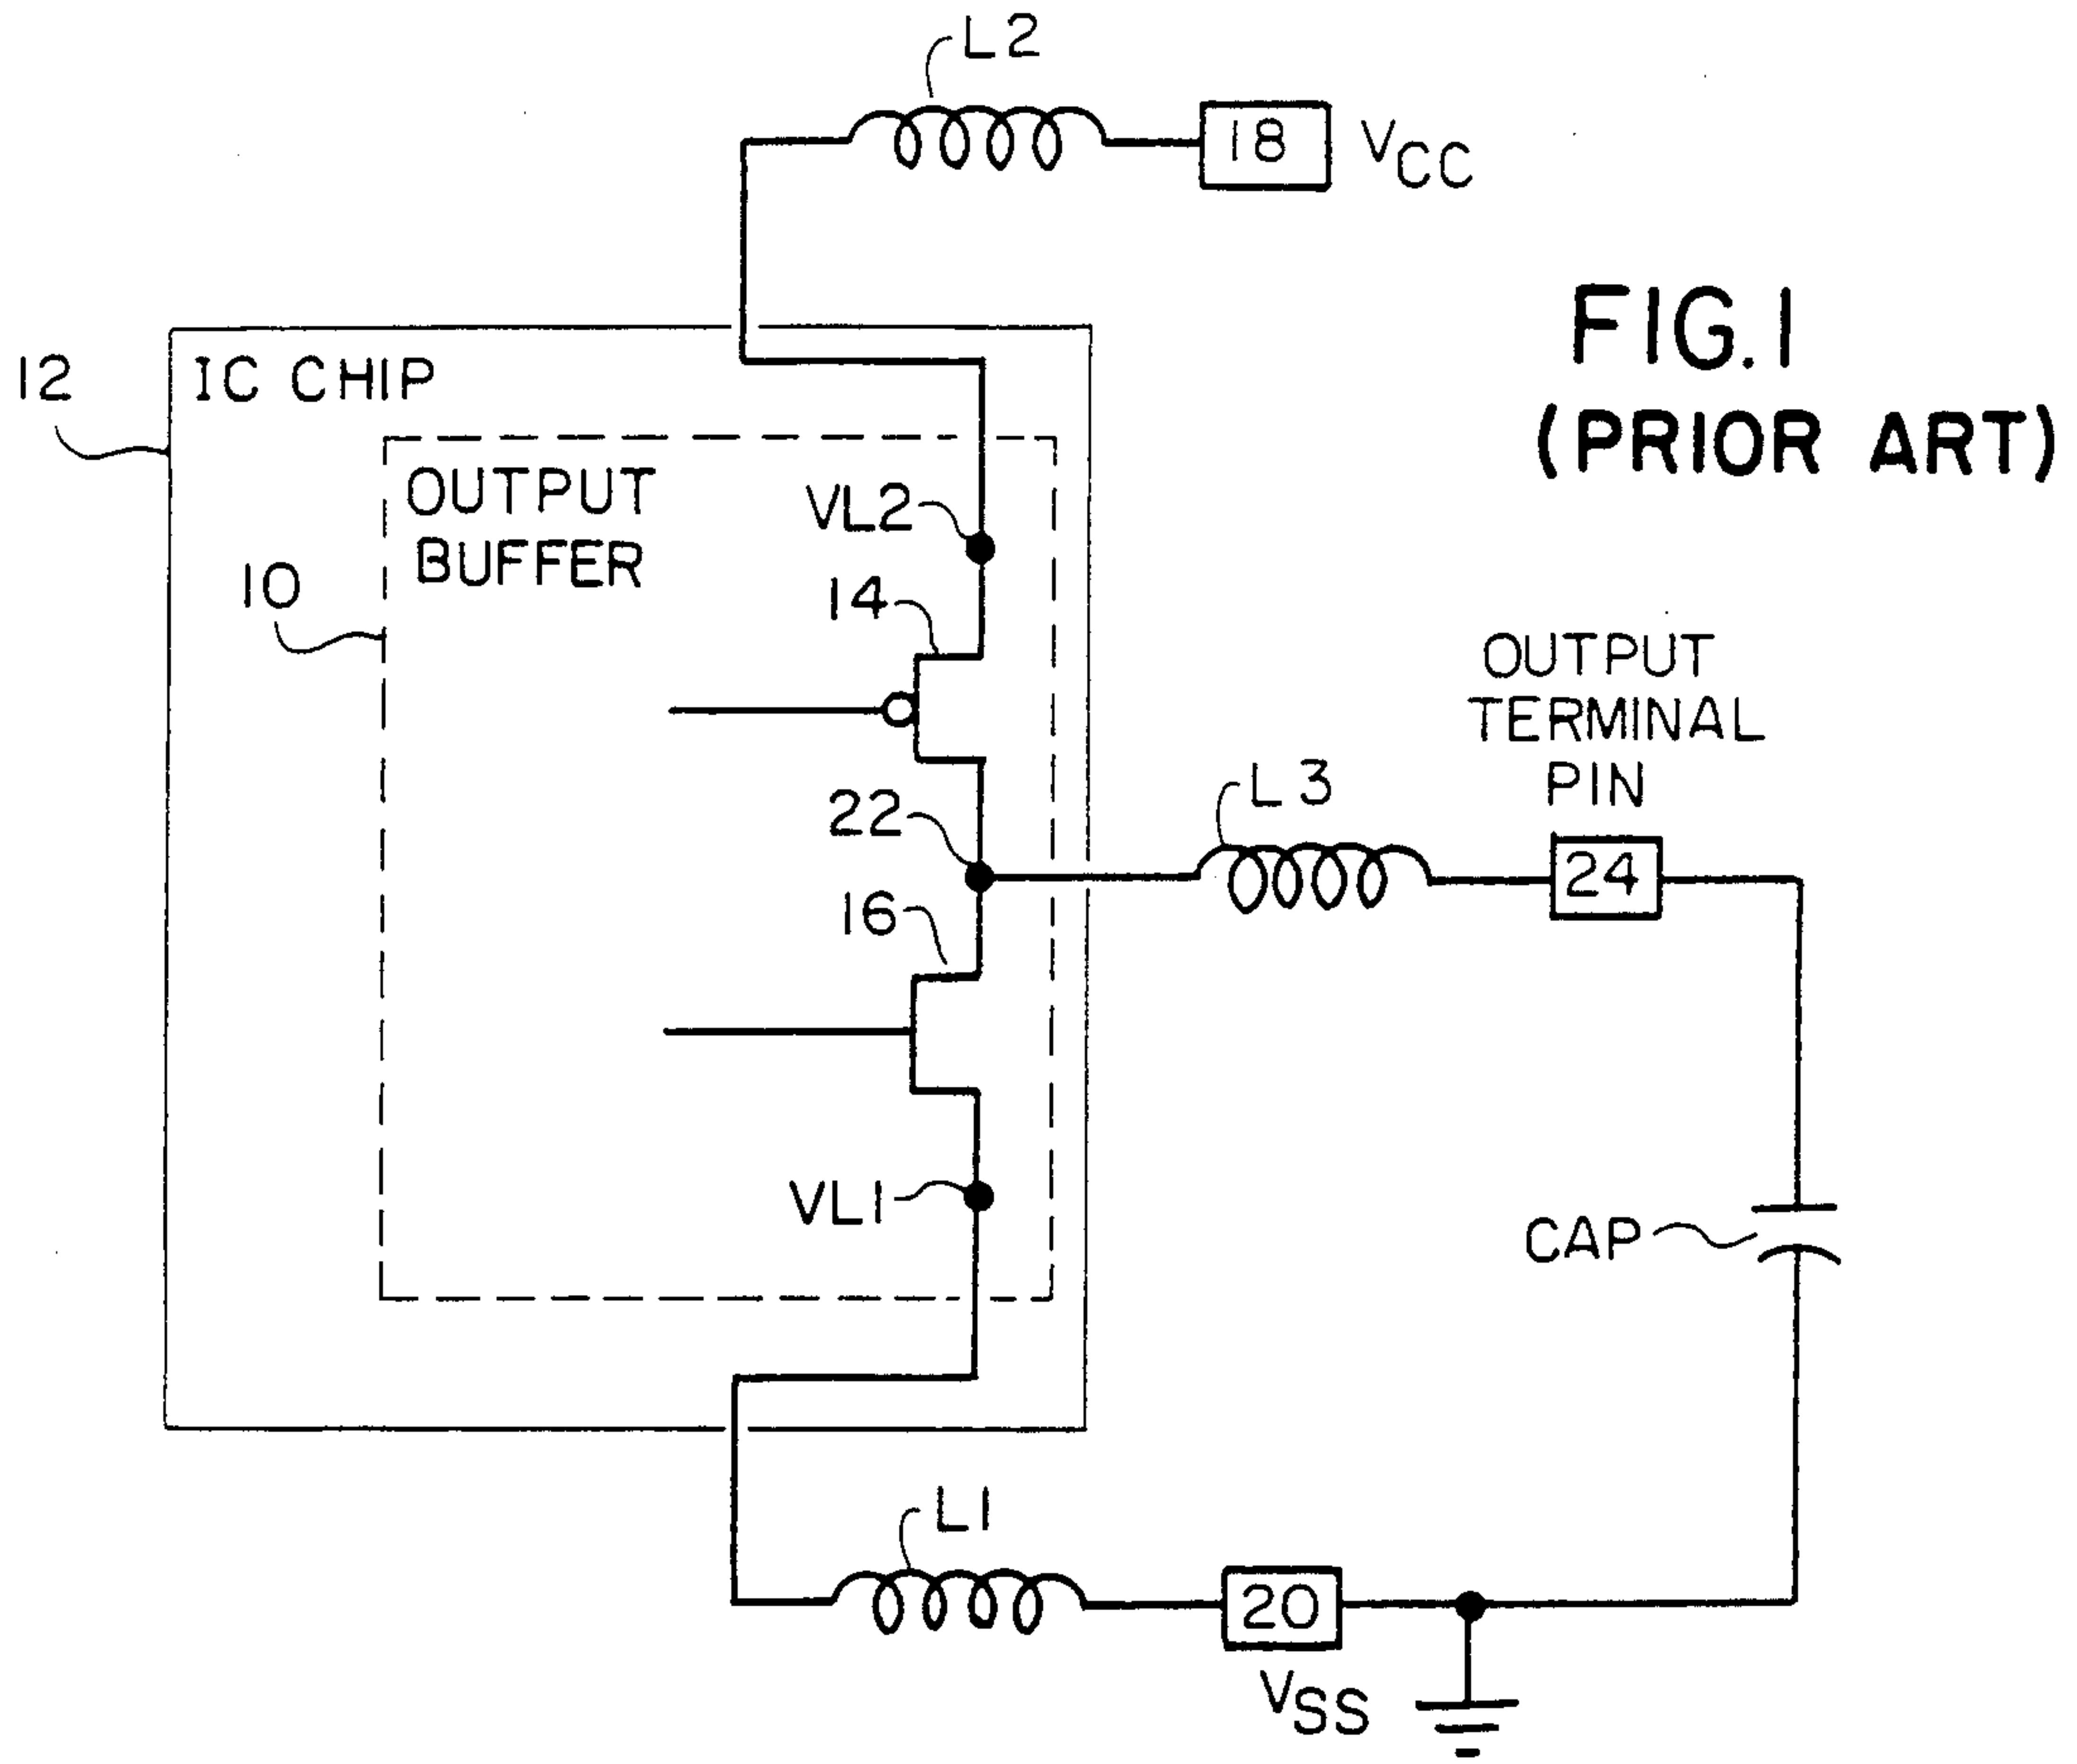 L2
18
VCC
FIG.1
(PRIOR ART)
12
IC CHIP
OUTPUT
BUFFER
VL2
10
14
OUTPUT
TERMINAL
PIN
L3
22
24
16
VL1
CAP
L1
20
VSS